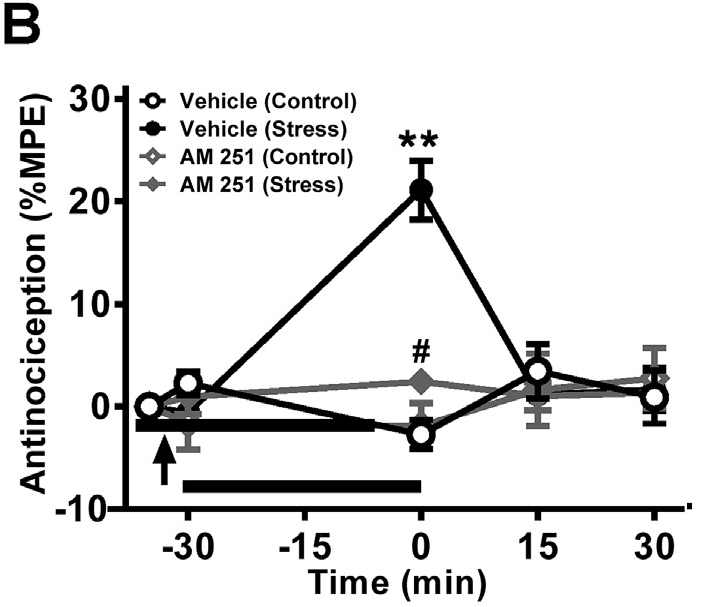 B
Antinociception (%MPE)
30
20
10
0
-10
Vehicle (Control)
Vehicle (Stress)
AM 251 (Control)
AM 251 (Stress)
**
#
-30 -15 0 15 30
Time (min)